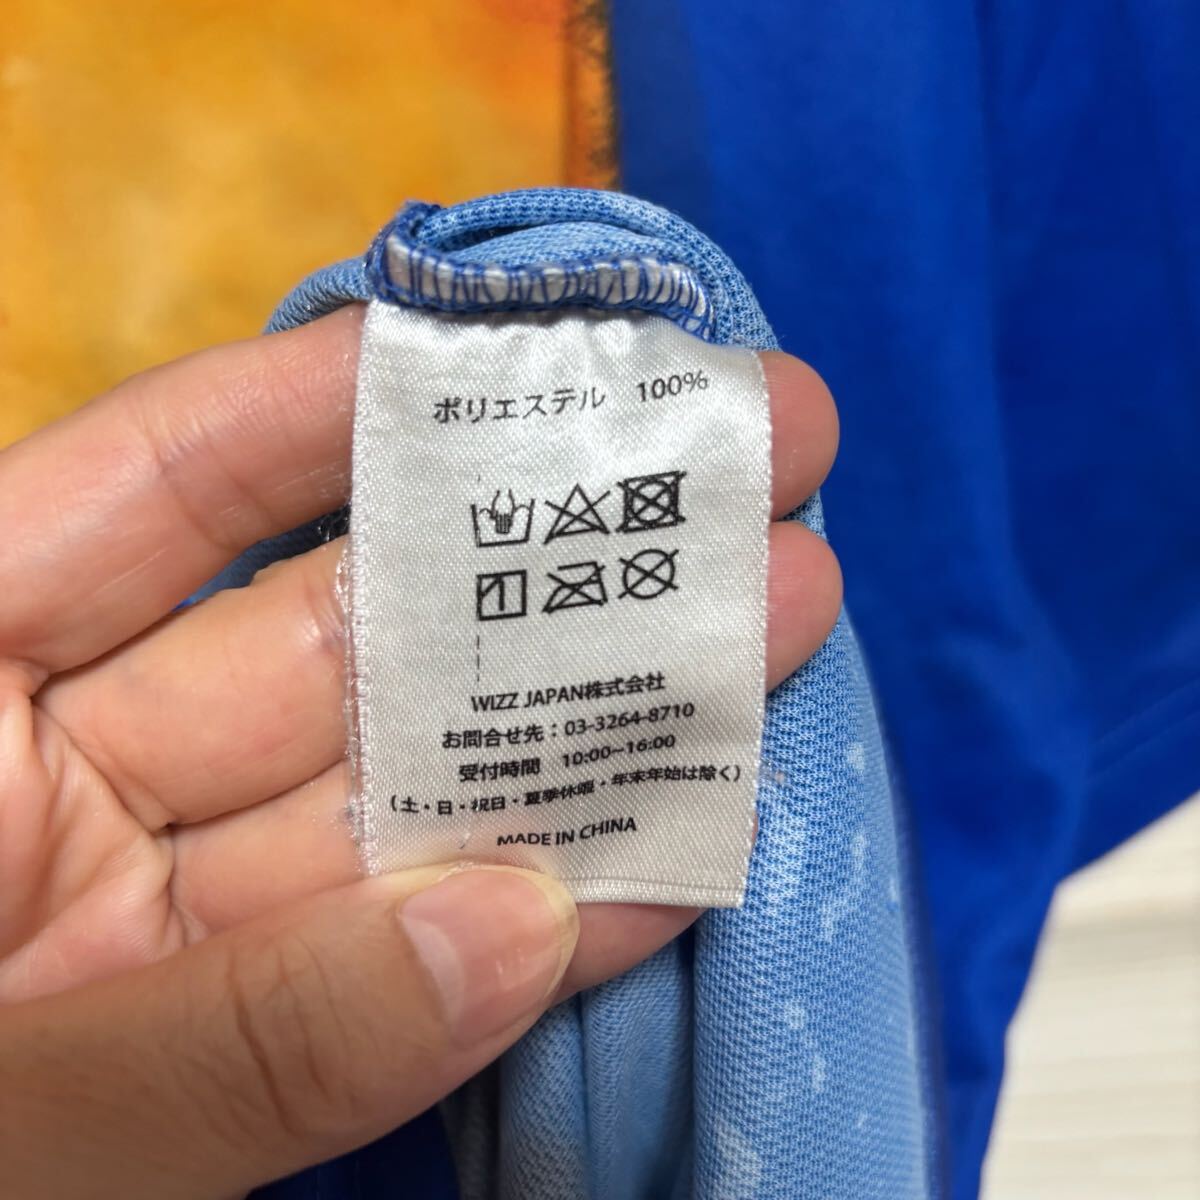 ポリエステル 100%
WIZZ JAPAN株式会社
お問合せ先：03-3264-8710
受付時間 10:00~16:00
(土・日・祝日・夏季休暇・年末年始は除く)
MADE IN CHINA